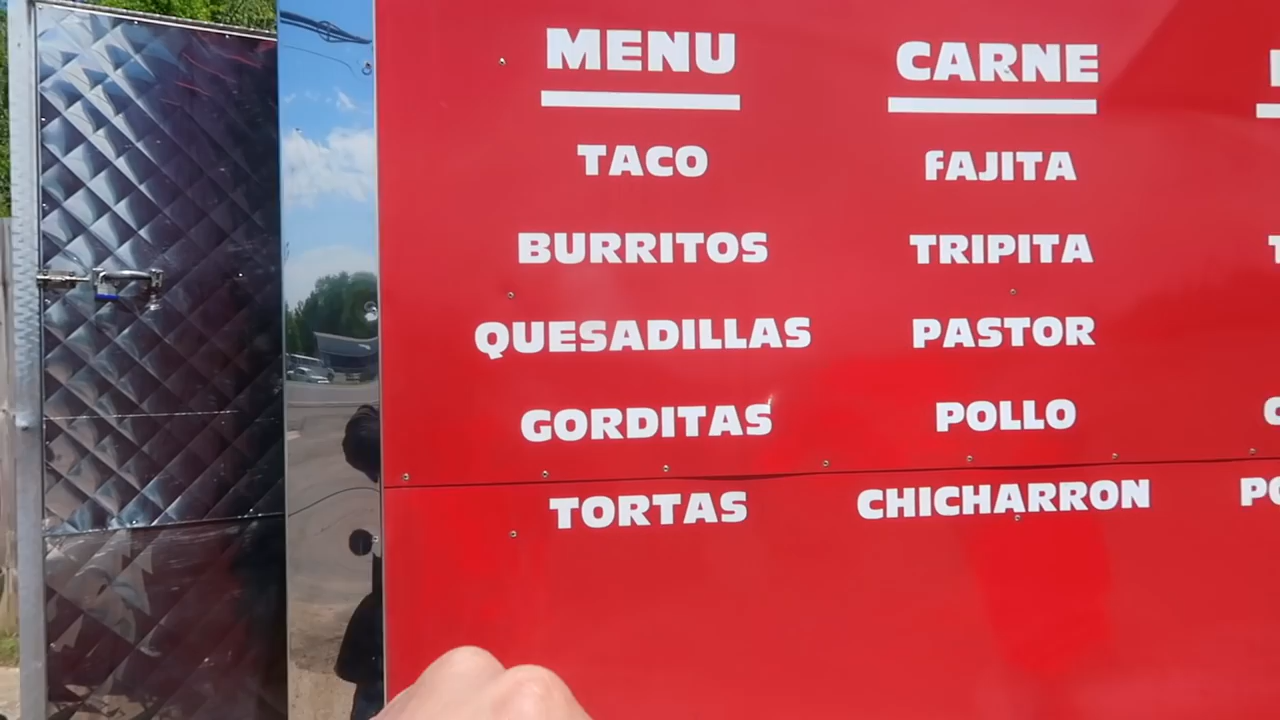 MENU
TACO
BURRITOS
QUESADILLAS
GORDITAS
TORTAS
CARNE
FAJITA
TRIPITA
PASTOR
POLLO
CHICHARRON